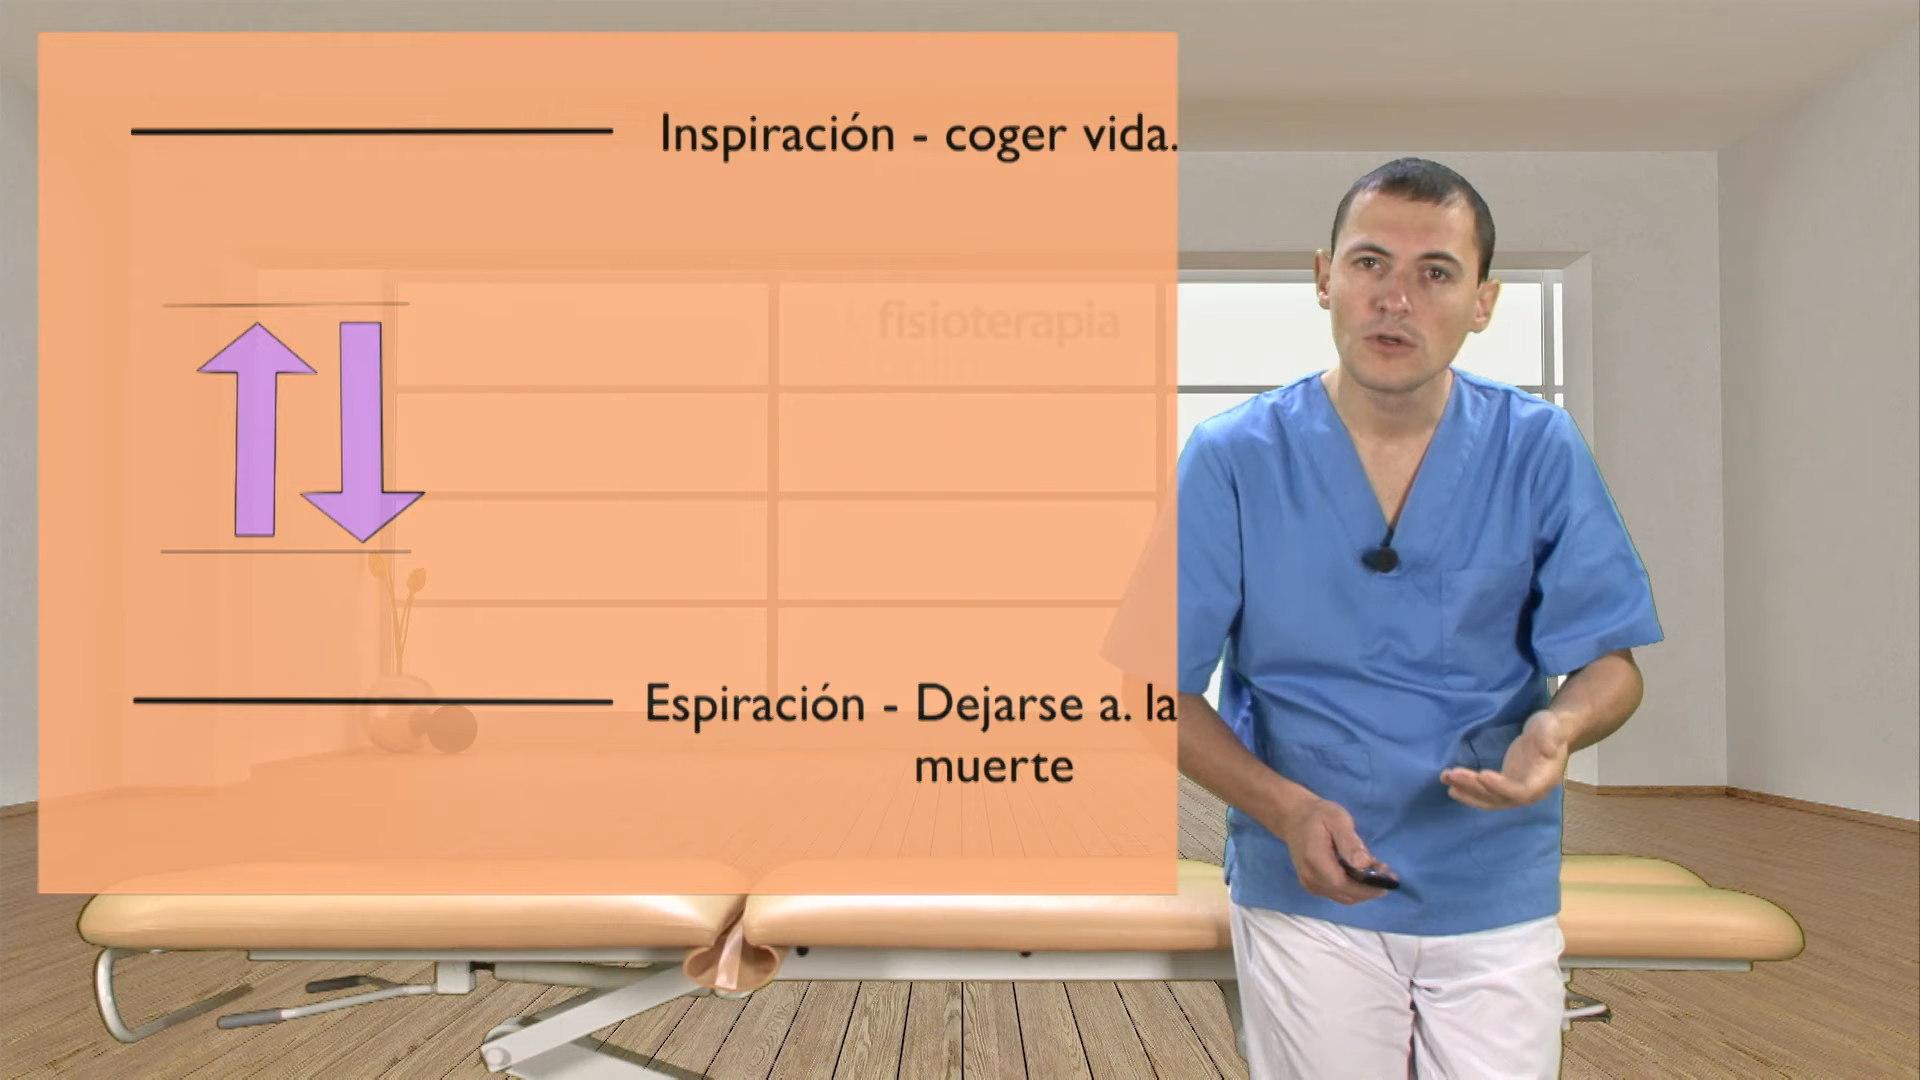 Inspiración - coger vida.
fisioterapia
Espiración - Dejarse a. la
muerte